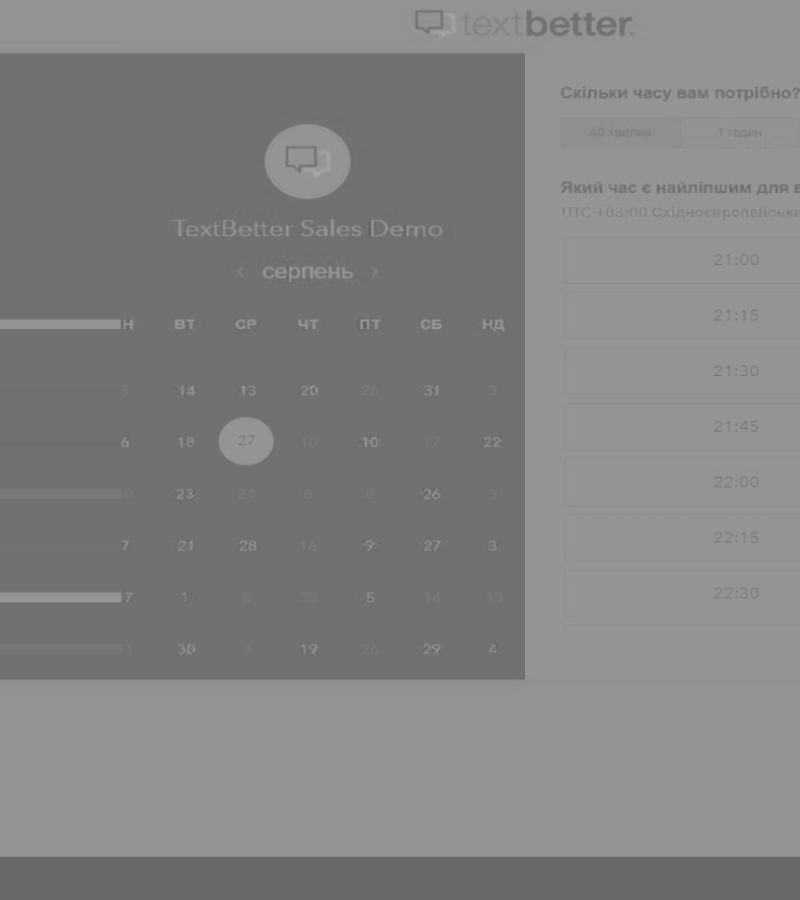 textbetter.
TextBetter Sales Demo
‹ серпень ›
Н ВТ СР ЧТ ПТ СБ НД
3 14 13 20 26 31 3
6 18 27 10 10 17 22
0 23 24 8 8 26 3
7 21 28 16 9 27 3
7 1 22 5 14 13
1 30 3 19 26 29 4
Скільки часу вам потрібно?
40 хвилин 1 годин
Який час є найліпшим для в
UTC +03:00 Східноєвропейськи
21:00
21:15
21:30
21:45
22:00
22:15
22:30